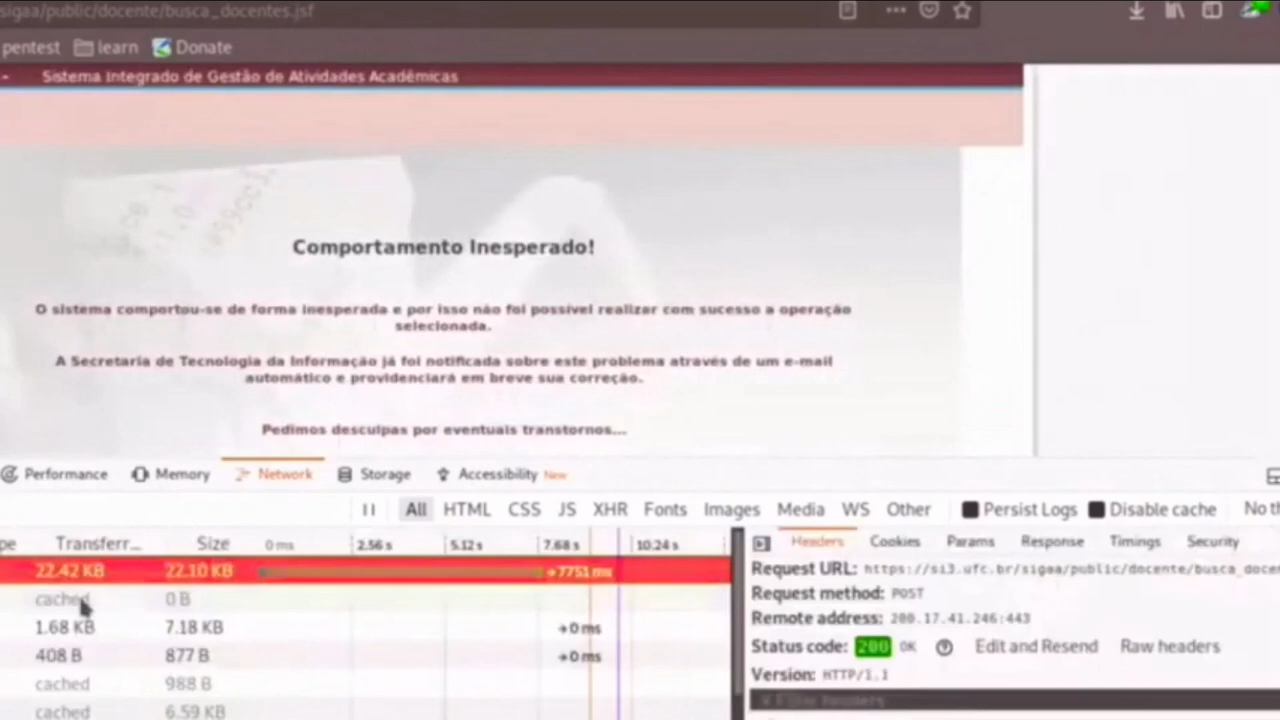 sigaa/public/docente/busca_docentes.jsf
pentest learn Donate
Sistema Integrado de Gestão de Atividades Acadêmicas
Comportamento Inesperado!
O sistema comportou-se de forma inesperada e por isso não foi possível realizar com sucesso a operação
selecionada.
A Secretaria de Tecnologia da Informação já foi notificada sobre este problema através de um e-mail
automático e providenciará em breve sua correção.
Pedimos desculpas por eventuais transtornos...
Performance Memory Network Storage Accessibility New
All HTML CSS JS XHR Fonts Images Media WS Other Persist Logs Disable cache No th
pe Transferr... Size 0 ms 2.56 s 5.12 s 7.68 s 10.24 s
Headers Cookies Params Response Timings Security
22.42 KB 22.10 KB →7751 ms
Request URL: https://si3.ufc.br/sigaa/public/docente/busca_doce
cached 0 B
Request method: POST
1.68 KB 7.18 KB →0 ms
Remote address: 200.17.41.246:443
408 B 877 B →0 ms
Status code: 200 OK Edit and Resend Raw headers
cached 988 B
Version: HTTP/1.1
Filter headers
cached 6.59 KB